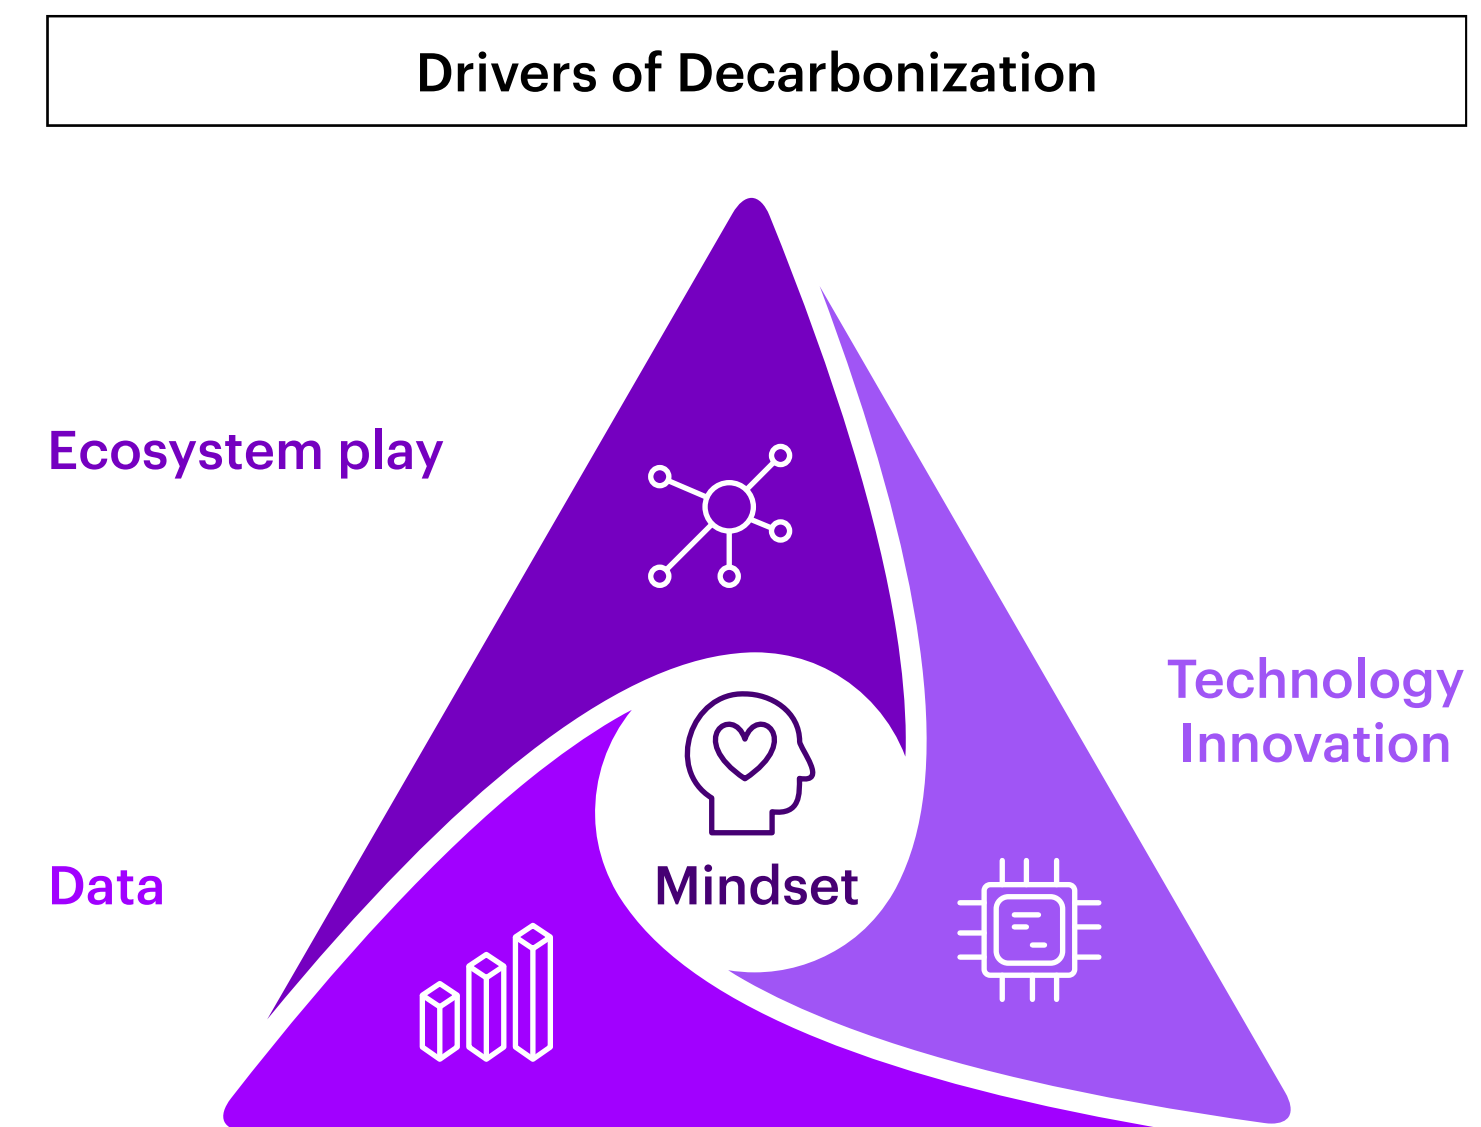 Drivers of Decarbonization
Ecosystem play
Technology
Innovation
Data
Mindset